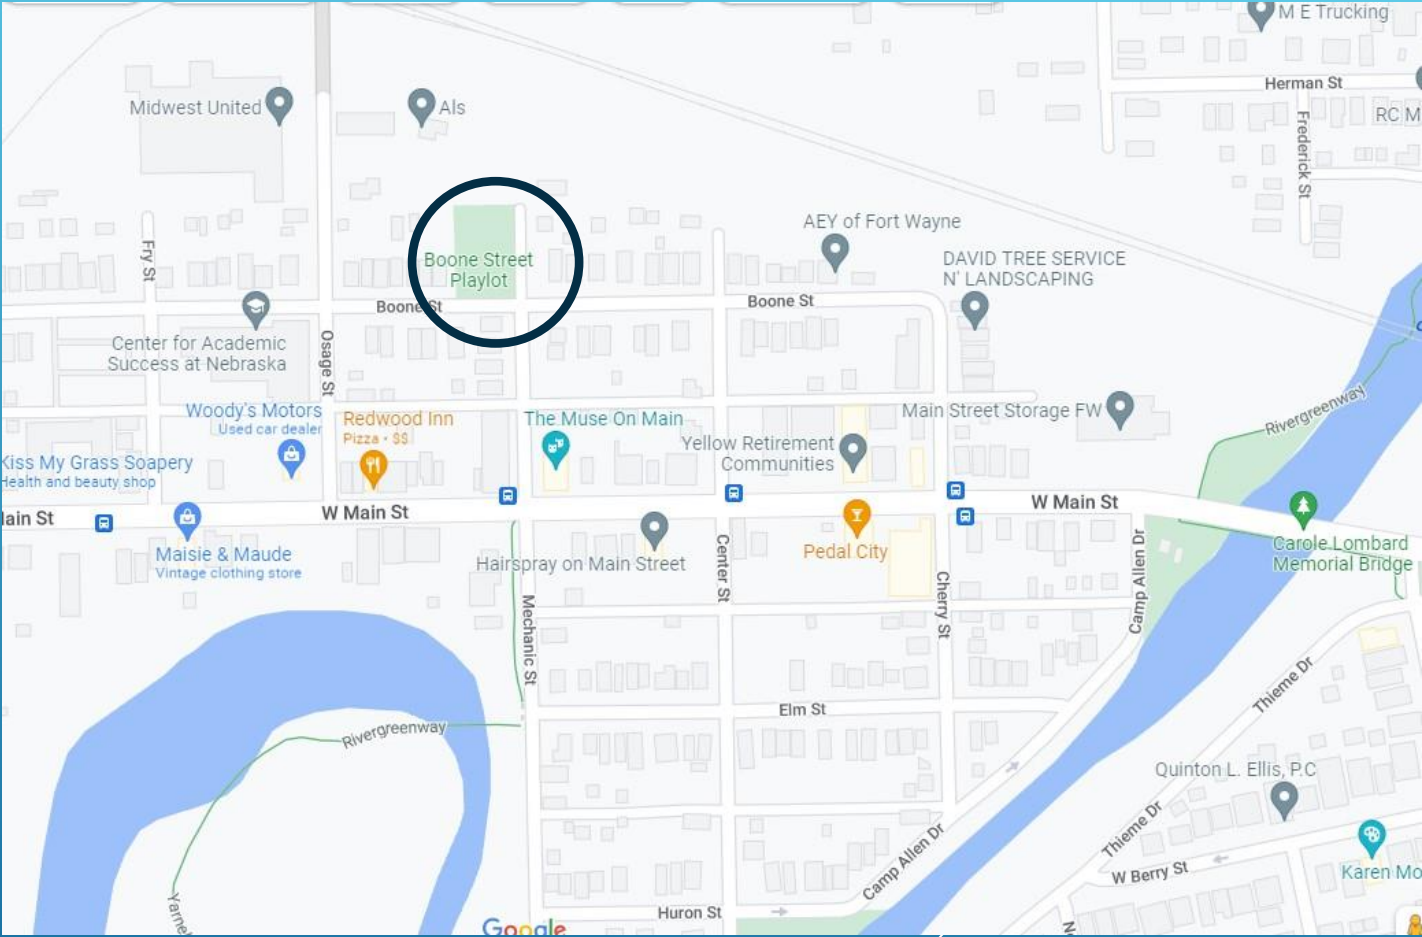 M E Trucking
Herman St
Midwest United
Als
Frederick St
RC M
AEY of Fort Wayne
Fry St
Boone Street
Playlot
DAVID TREE SERVICE
N' LANDSCAPING
Boone St
Boone St
Center for Academic
Success at Nebraska
Osage St
Woody's Motors
Used car dealer
Redwood Inn
Pizza · $$
The Muse On Main
Main Street Storage FW
Rivergreenway
Yellow Retirement
Communities
Kiss My Grass Soapery
Health and beauty shop
W Main St
W Main St
lain St
Maisie & Maude
Vintage clothing store
Hairspray on Main Street
Pedal City
Center St
Carole Lombard
Memorial Bridge
Camp Allen Dr
Cherry St
Mechanic St
Thieme Dr
Elm St
Rivergreenway
Quinton L. Ellis, P.C
Thieme Dr
Camp Allen Dr
W Berry St
Karen Mo
Yarnel
Huron St
Google